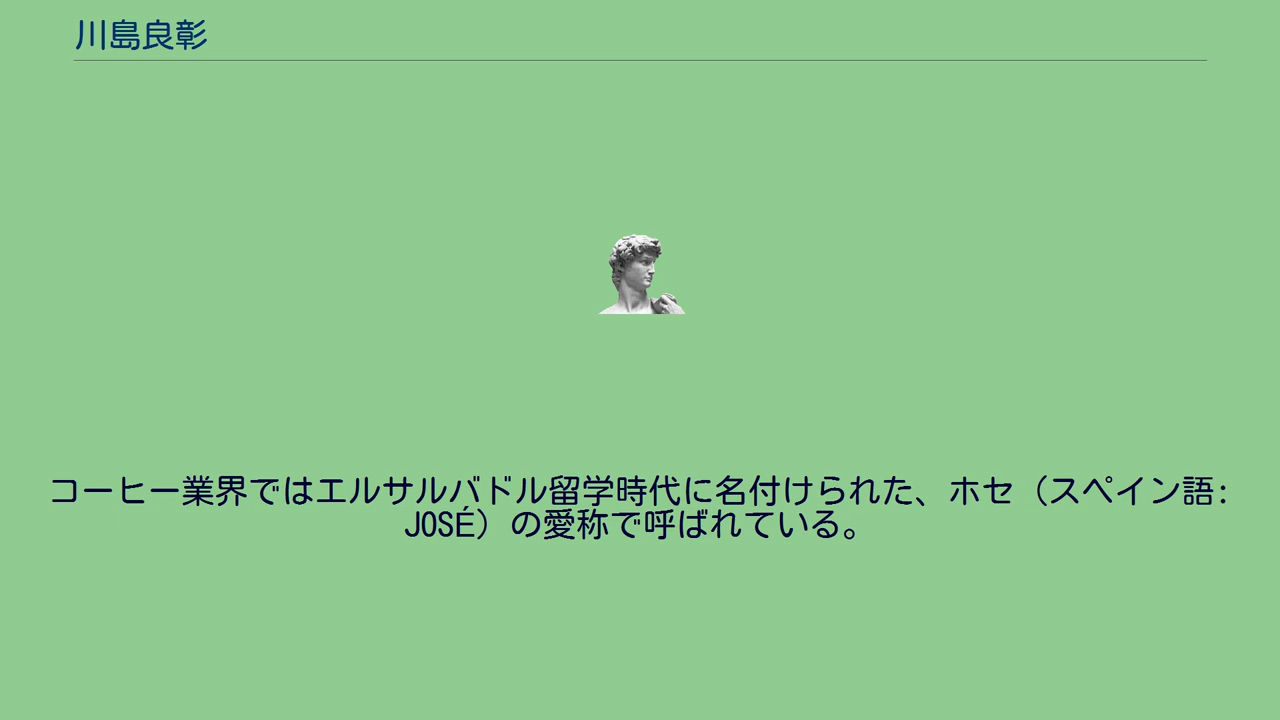 川島良彰
コーヒー業界ではエルサルバドル留学時代に名付けられた、ホセ（スペイン語:
JOSÉ）の愛称で呼ばれている。